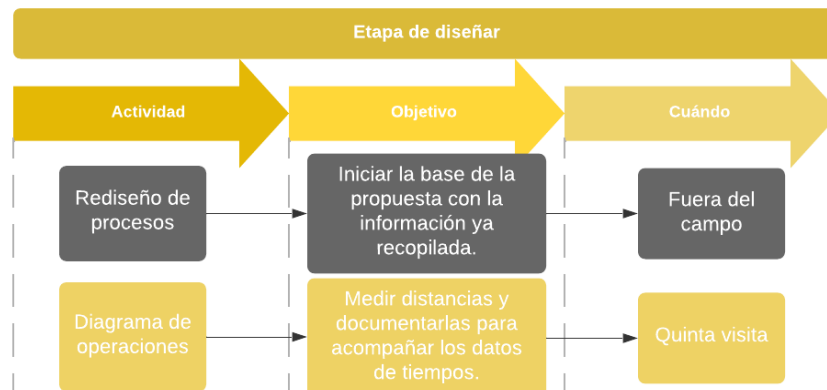 Etapa de diseñar
Actividad
Objetivo
Cuándo
Rediseño de
procesos
Iniciar la base de la
propuesta con la
información ya
recopilada.
Fuera del
campo
Diagrama de
operaciones
Medir distancias y
documentarlas para
acompañar los datos
de tiempos.
Quinta visita